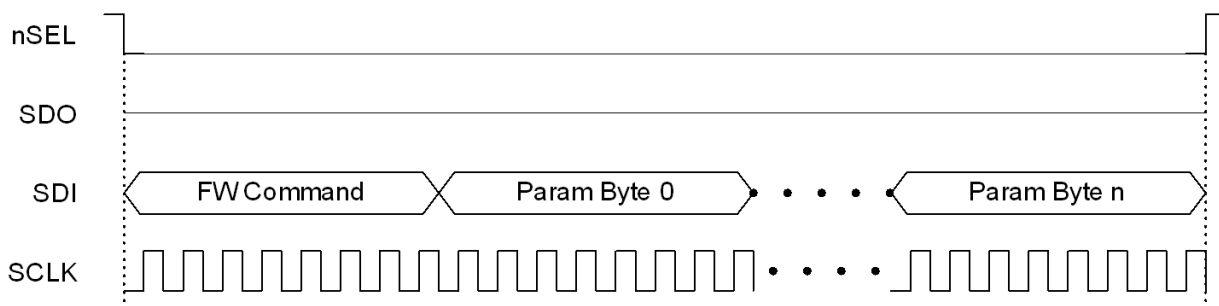 nSEL
SDO
SDI FW Command Param Byte 0 Param Byte n
SCLK